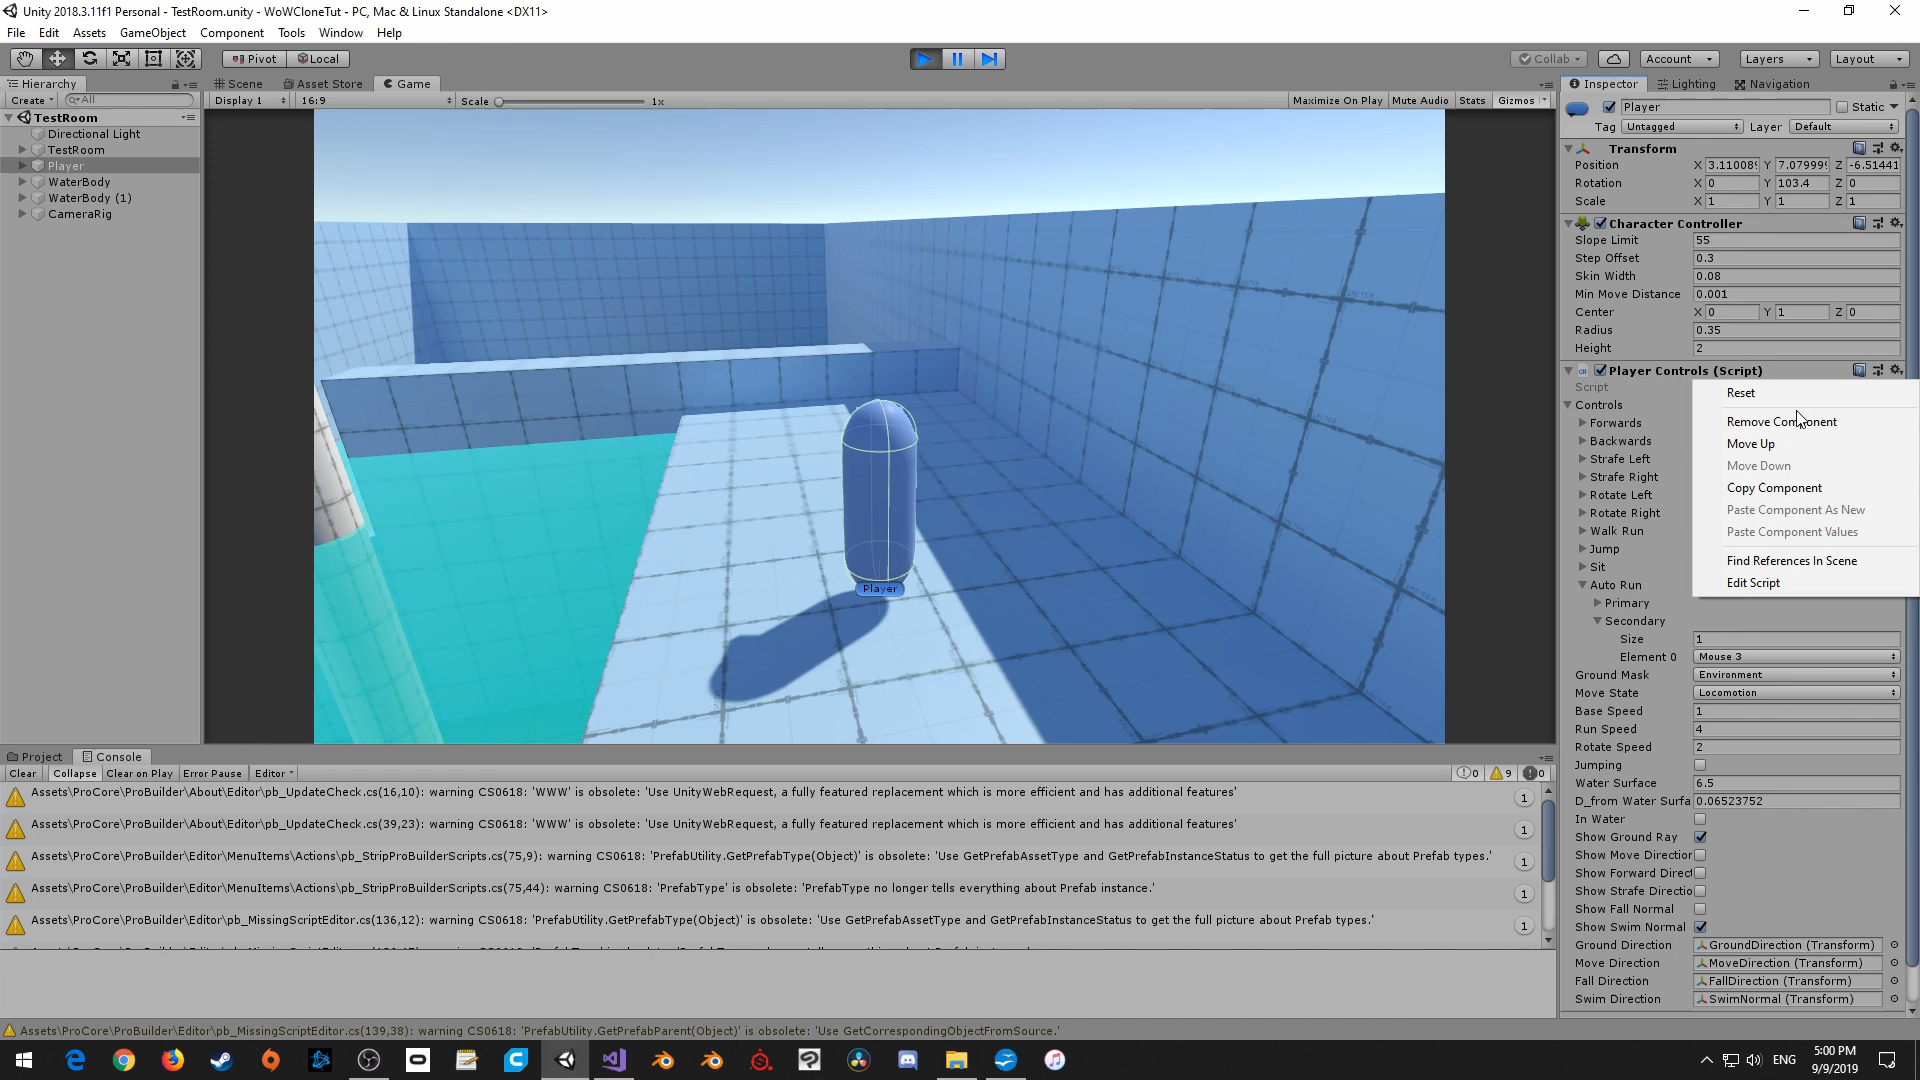 Unity 2018.3.11f1 Personal - TestRoom.unity - WoWCloneTut - PC, Mac & Linux Standalone <DX11>
File Edit Assets GameObject Component Tools Window Help
Pivot Local Collab Account Layers Layout
Hierarchy
Scene Asset Store Game
Inspector Lighting Navigation
Create All
Display 1 16:9 Scale 1x Maximize On Play Mute Audio Stats Gizmos
TestRoom
Directional Light
TestRoom
Player
WaterBody
WaterBody (1)
CameraRig
Player
Player Static
Tag Untagged Layer Default
Transform
Position X 3.11008 Y 7.07999 Z -6.51441
Rotation X 0 Y 103.4 Z 0
Scale X 1 Y 1 Z 1
Character Controller
Slope Limit 55
Step Offset 0.3
Skin Width 0.08
Min Move Distance 0.001
Center X 0 Y 1 Z 0
Radius 0.35
Height 2
Player Controls (Script)
Script
Controls
Forwards
Backwards
Strafe Left
Strafe Right
Rotate Left
Rotate Right
Walk Run
Jump
Sit
Auto Run
Primary
Secondary
Size 1
Element 0 Mouse 3
Ground Mask Environment
Move State Locomotion
Base Speed 1
Run Speed 4
Rotate Speed 2
Jumping
Water Surface 6.5
D_from Water Surfa 0.06523752
In Water
Show Ground Ray
Show Move Direction
Show Forward Direct
Show Strafe Directio
Show Fall Normal
Show Swim Normal
Ground Direction GroundDirection (Transform)
Move Direction MoveDirection (Transform)
Fall Direction FallDirection (Transform)
Swim Direction SwimNormal (Transform)
Reset
Remove Component
Move Up
Move Down
Copy Component
Paste Component As New
Paste Component Values
Find References In Scene
Edit Script
Project Console
Clear Collapse Clear on Play Error Pause Editor 0 9 0
Assets\ProCore\ProBuilder\About\Editor\pb_UpdateCheck.cs(16,10): warning CS0618: 'WWW' is obsolete: 'Use UnityWebRequest, a fully featured replacement which is more efficient and has additional features' 1
Assets\ProCore\ProBuilder\About\Editor\pb_UpdateCheck.cs(39,23): warning CS0618: 'WWW' is obsolete: 'Use UnityWebRequest, a fully featured replacement which is more efficient and has additional features' 1
Assets\ProCore\ProBuilder\Editor\MenuItems\Actions\pb_StripProBuilderScripts.cs(75,9): warning CS0618: 'PrefabUtility.GetPrefabType(Object)' is obsolete: 'Use GetPrefabAssetType and GetPrefabInstanceStatus to get the full picture about Prefab types.' 1
Assets\ProCore\ProBuilder\Editor\MenuItems\Actions\pb_StripProBuilderScripts.cs(75,44): warning CS0618: 'PrefabType' is obsolete: 'PrefabType no longer tells everything about Prefab instance.' 1
Assets\ProCore\ProBuilder\Editor\pb_MissingScriptEditor.cs(136,12): warning CS0618: 'PrefabUtility.GetPrefabType(Object)' is obsolete: 'Use GetPrefabAssetType and GetPrefabInstanceStatus to get the full picture about Prefab types.' 1
Assets\ProCore\ProBuilder\Editor\pb_MissingScriptEditor.cs(139,38): warning CS0618: 'PrefabUtility.GetPrefabParent(Object)' is obsolete: 'Use GetCorrespondingObjectFromSource.'
ENG
5:00 PM
9/9/2019